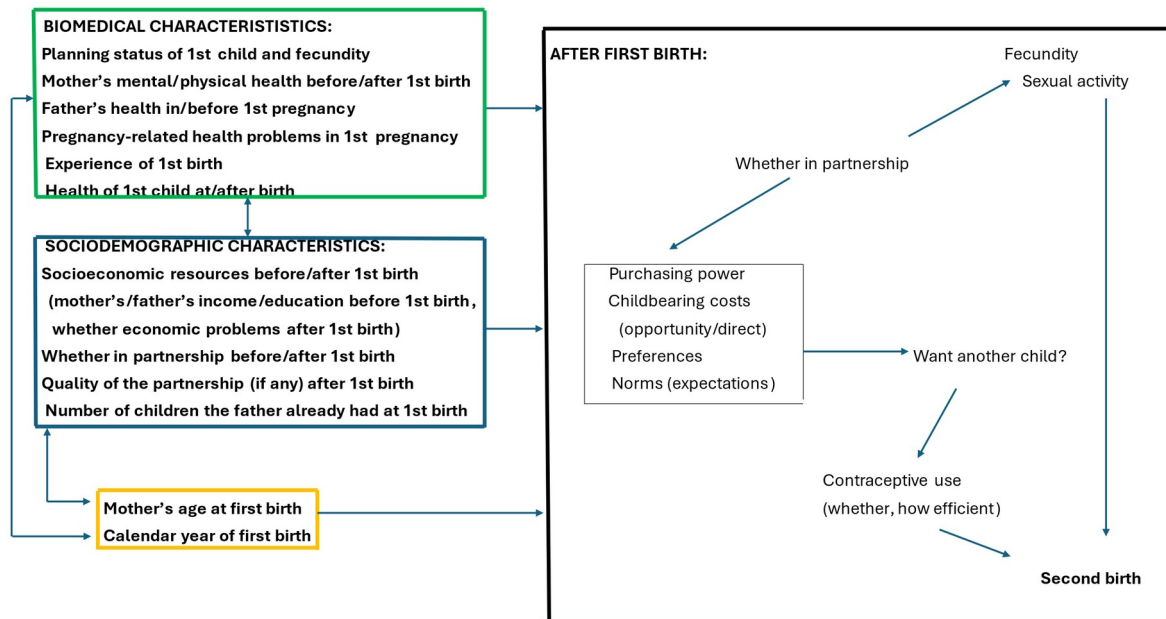 BIOMEDICAL CHARACTERISTISTICS:
Planning status of 1st child and fecundity
Mother's mental/physical health before/after 1st birth
Father's health in/before 1st pregnancy
Pregnancy-related health problems in 1st pregnancy
Experience of 1st birth
Health of 1st child at/after birth
SOCIODEMOGRAPHIC CHARACTERISTICS:
Socioeconomic resources before/after 1st birth
(mother's/father's income/education before 1st birth,
whether economic problems after 1st birth)
Whether in partnership before/after 1st birth
Quality of the partnership (if any) after 1st birth
Number of children the father already had at 1st birth
Mother's age at first birth
Calendar year of first birth
AFTER FIRST BIRTH:
Fecundity
Sexual activity
Whether in partnership
Purchasing power
Childbearing costs
(opportunity/direct)
Preferences
Norms (expectations)
Want another child?
Contraceptive use
(whether, how efficient)
Second birth